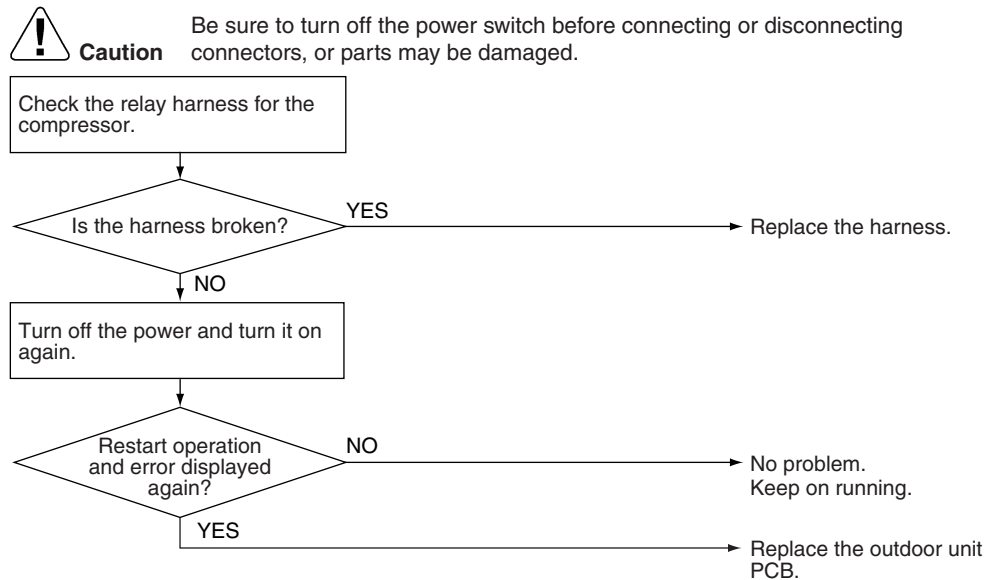 Caution
Be sure to turn off the power switch before connecting or disconnecting
connectors, or parts may be damaged.
Check the relay harness for the
compressor.
Is the harness broken?
YES
Replace the harness.
NO
Turn off the power and turn it on
again.
Restart operation
and error displayed
again?
NO
No problem.
Keep on running.
YES
Replace the outdoor unit
PCB.